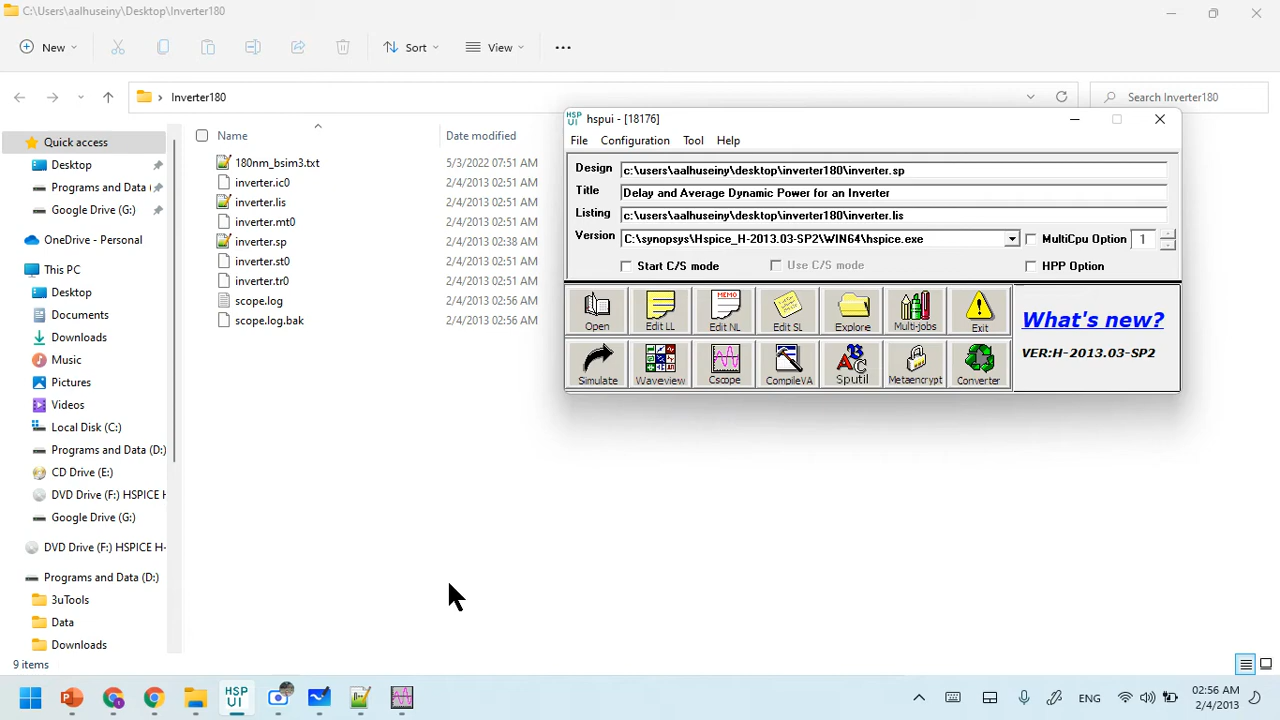 C:\Users\aalhuseiny\Desktop\Inverter180
New
Sort
View
Inverter180
Search Inverter180
Quick access
Desktop
Programs and Data (
Google Drive (G:)
OneDrive - Personal
This PC
Desktop
Documents
Downloads
Music
Pictures
Videos
Local Disk (C:)
Programs and Data (D:)
CD Drive (E:)
DVD Drive (F:) HSPICE H
Google Drive (G:)
DVD Drive (F:) HSPICE H-
Programs and Data (D:)
3uTools
Data
Downloads
Name Date modified
180nm_bsim3.txt 5/3/2022 07:51 AM
inverter.ic0 2/4/2013 02:51 AM
inverter.lis 2/4/2013 02:51 AM
inverter.mt0 2/4/2013 02:51 AM
inverter.sp 2/4/2013 02:38 AM
inverter.st0 2/4/2013 02:51 AM
inverter.tr0 2/4/2013 02:51 AM
scope.log 2/4/2013 02:56 AM
scope.log.bak 2/4/2013 02:56 AM
HSP UI
hspui - [18176]
File Configuration Tool Help
Design c:\users\aalhuseiny\desktop\inverter180\inverter.sp
Title Delay and Average Dynamic Power for an Inverter
Listing c:\users\aalhuseiny\desktop\inverter180\inverter.lis
Version C:\synopsys\Hspice_H-2013.03-SP2\WIN64\hspice.exe MultiCpu Option 1
Start C/S mode Use C/S mode HPP Option
MEMO
Open Edit LL Edit NL Edit SL Explore Multi-jobs Exit
What's new?
VER:H-2013.03-SP2
A B C
Simulate Waveview Cscope CompileVA Sputil Metaencrypt Converter
9 items
HSP
UI
ENG
02:56 AM
2/4/2013